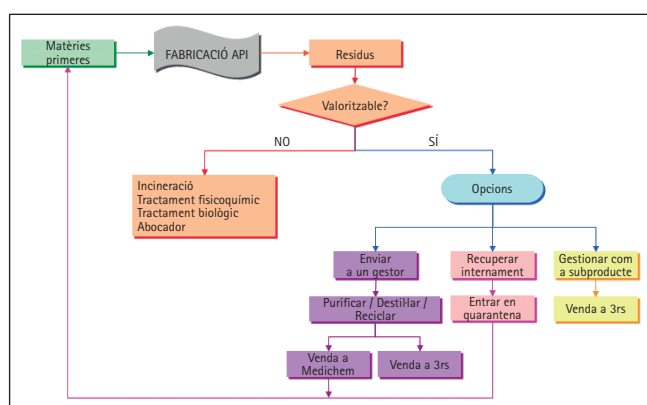 Matèries
primeres
FABRICACIÓ API
Residus
Valoritzable?
NO
SÍ
Incineració
Tractament fisicoquímic
Tractament biològic
Abocador
Opcions
Enviar
a un gestor
Recuperar
internament
Gestionar com
a subproducte
Purificar / Destil·lar /
Reciclar
Entrar en
quarantena
Venda a 3rs
Venda a
Medichem
Venda a 3rs